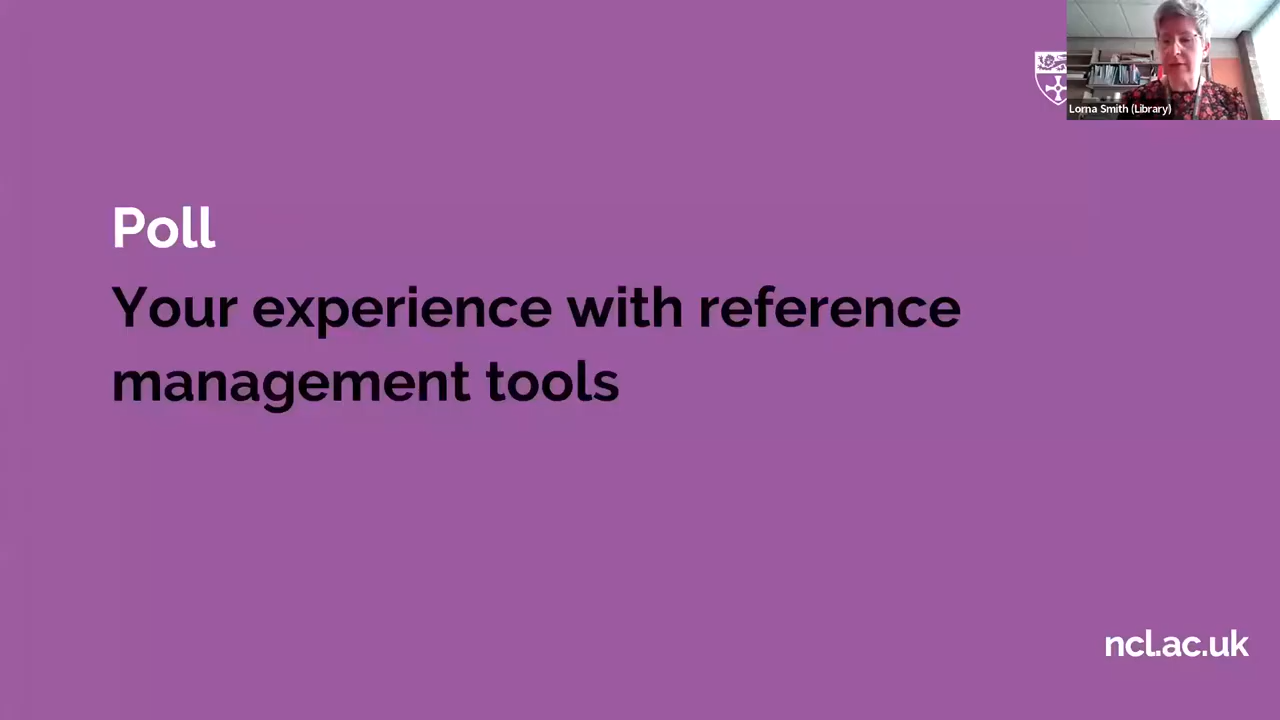 Lorna Smith (Library)
Poll
Your experience with reference
management tools
ncl.ac.uk